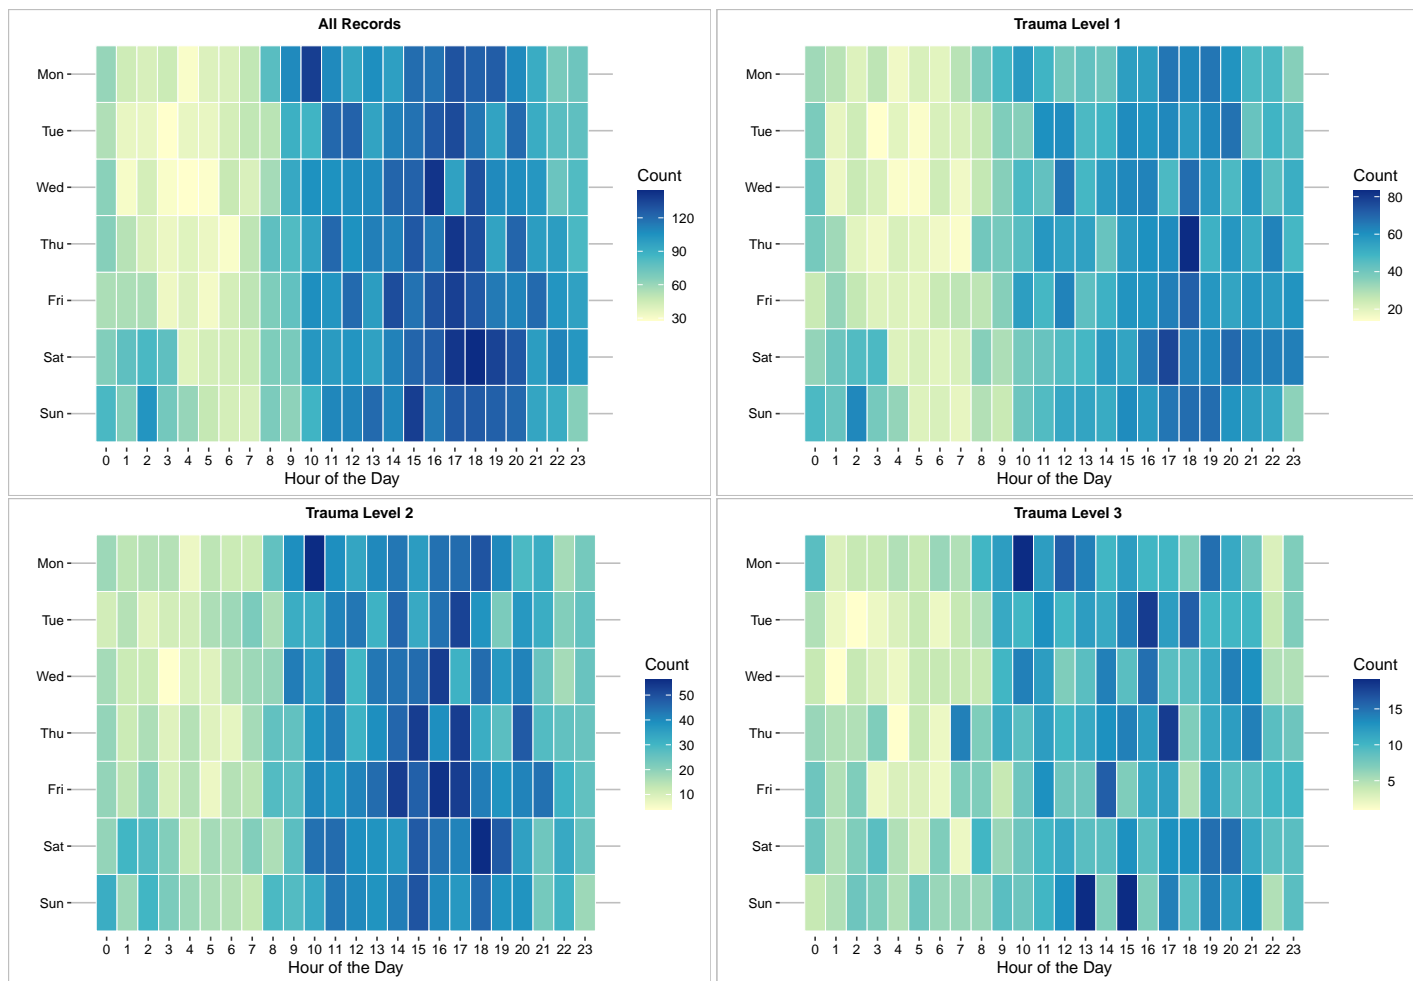 All Records
Mon
Tue
Wed
Thu
Fri
Sat
Sun
0 1 2 3 4 5 6 7 8 9 10 11 12 13 14 15 16 17 18 19 20 21 22 23
Hour of the Day
Count
120
90
60
30
Trauma Level 1
Mon
Tue
Wed
Thu
Fri
Sat
Sun
0 1 2 3 4 5 6 7 8 9 10 11 12 13 14 15 16 17 18 19 20 21 22 23
Hour of the Day
Count
80
60
40
20
Trauma Level 2
Mon
Tue
Wed
Thu
Fri
Sat
Sun
0 1 2 3 4 5 6 7 8 9 10 11 12 13 14 15 16 17 18 19 20 21 22 23
Hour of the Day
Count
50
40
30
20
10
Trauma Level 3
Mon
Tue
Wed
Thu
Fri
Sat
Sun
0 1 2 3 4 5 6 7 8 9 10 11 12 13 14 15 16 17 18 19 20 21 22 23
Hour of the Day
Count
15
10
5